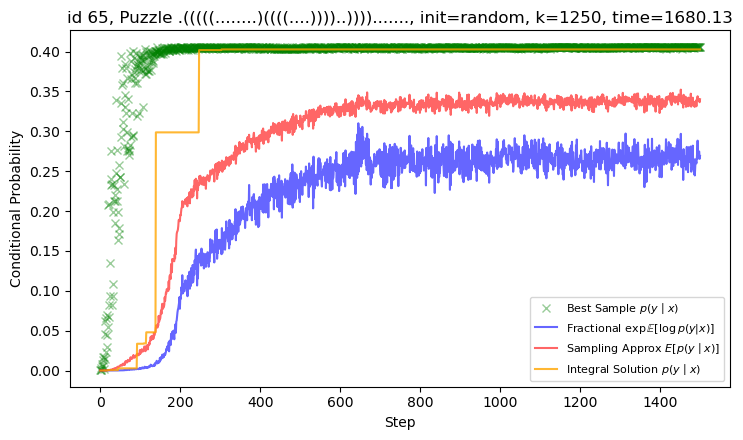 id 65, Puzzle .(((((........)((((....))))..))))......., init=random, k=1250, time=1680.13
Conditional Probability
0.40
0.35
0.30
0.25
0.20
0.15
0.10
0.05
0.00
Best Sample p(y | x)
Fractional exp𝔼[log p(y|x)]
Sampling Approx E[p(y | x)]
Integral Solution p(y | x)
0 200 400 600 800 1000 1200 1400
Step